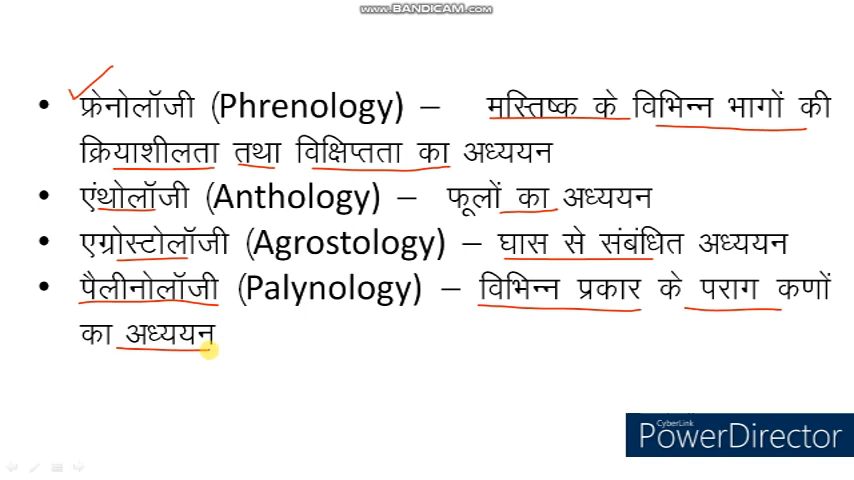 www.BANDICAM.com
• फ्रेनोलॉजी (Phrenology) – मस्तिष्क के विभिन्न भागों की
क्रियाशीलता तथा विक्षिप्तता का अध्ययन
• एंथोलॉजी (Anthology) – फूलों का अध्ययन
• एग्रोस्टोलॉजी (Agrostology) – घास से संबंधित अध्ययन
• पैलीनोलॉजी (Palynology) – विभिन्न प्रकार के पराग कणों
का अध्ययन
CyberLink
PowerDirector